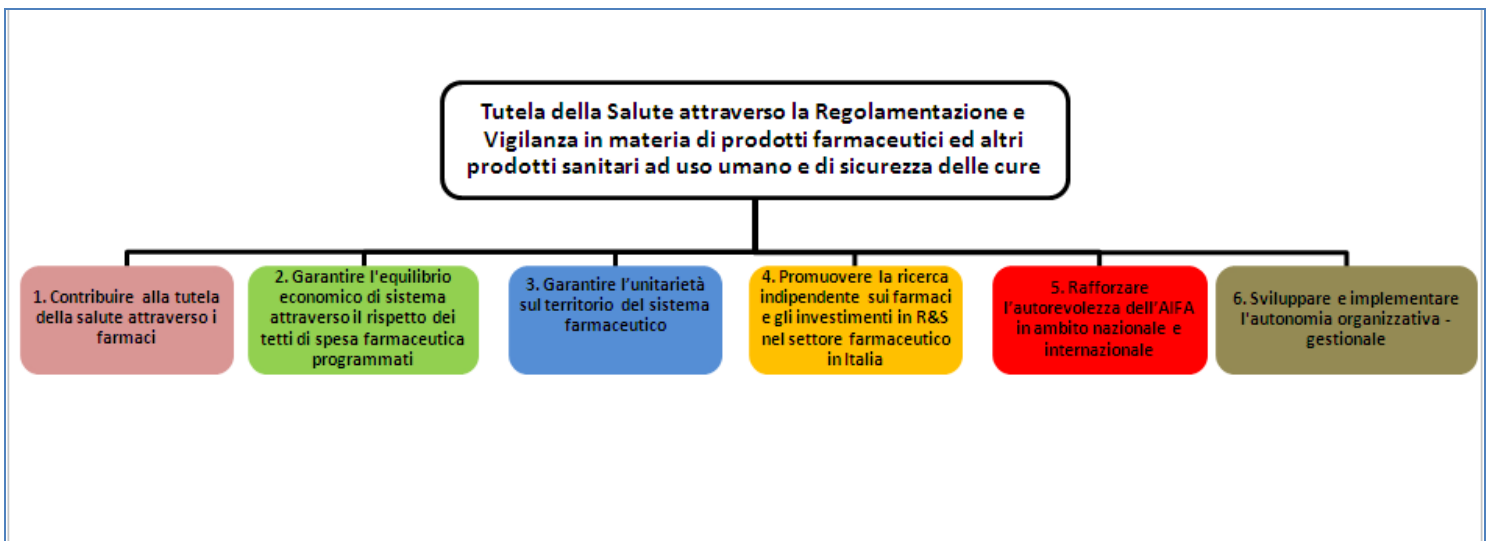 Tutela della Salute attraverso la Regolamentazione e
Vigilanza in materia di prodotti farmaceutici ed altri
prodotti sanitari ad uso umano e di sicurezza delle cure
1. Contribuire alla tutela
della salute attraverso i
farmaci
2. Garantire l'equilibrio
economico di sistema
attraverso il rispetto dei
tetti di spesa farmaceutica
programmati
3. Garantire l’unitarietà
sul territorio del sistema
farmaceutico
4. Promuovere la ricerca
indipendente sui farmaci
e gli investimenti in R&S
nel settore farmaceutico
in Italia
5. Rafforzare
l’autorevolezza dell’AIFA
in ambito nazionale e
internazionale
6. Sviluppare e implementare
l'autonomia organizzativa -
gestionale